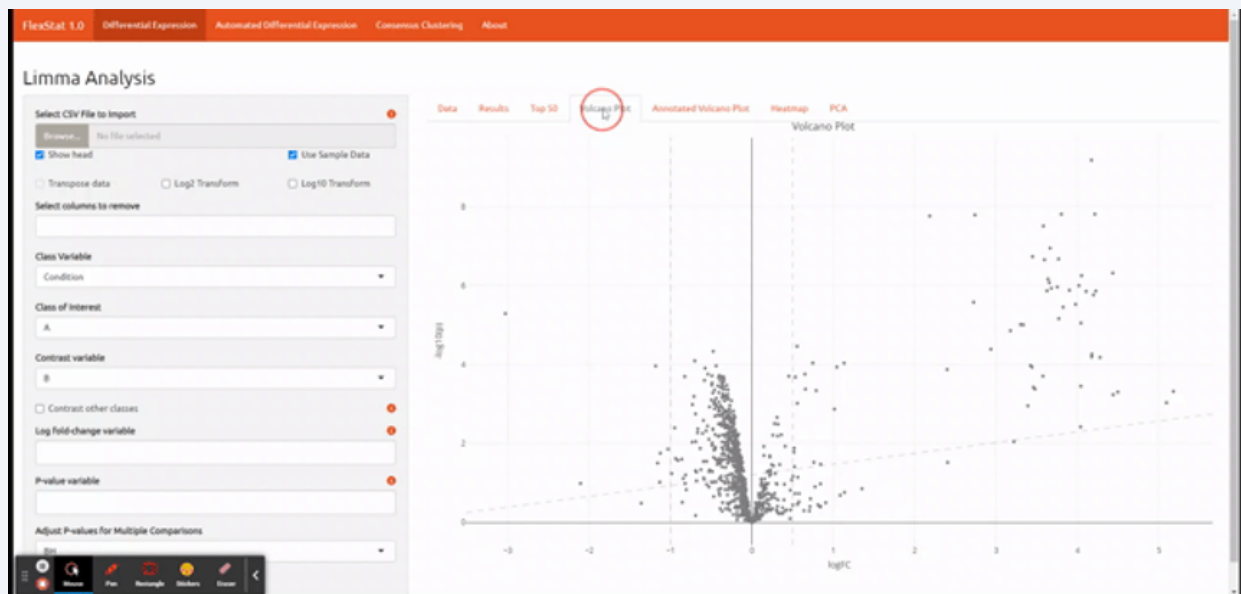 FlexStat 1.0 Differential Expression Automated Differential Expression Consensus Clustering About
Limma Analysis
Select CSV File to Import
Browse... No file selected
Show head Use Sample Data
Transpose data Log2 Transform Log10 Transform
Select columns to remove
Class Variable
Condition
Class of Interest
A
Contrast variable
B
Contrast other classes
Log fold-change variable
P-value variable
Adjust P-values for Multiple Comparisons
BH
Mouse Pen Rectangle Stickers Eraser
Data Results Top 50 Volcano Plot Annotated Volcano Plot Heatmap PCA
Volcano Plot
8
6
4
2
0
-log10(p)
-3 -2 -1 0 1 2 3 4 5
logFC